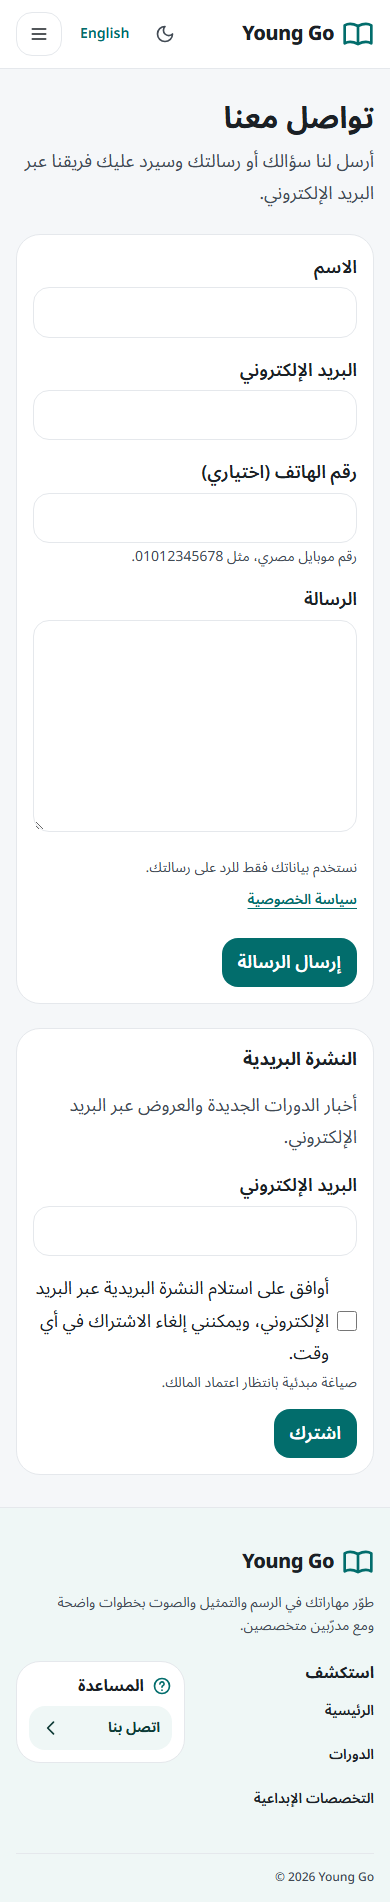 Young Go
English
تواصل معنا
أرسل لنا سؤالك أو رسالتك وسيرد عليك فريقنا عبر
البريد الإلكتروني.
الاسم
البريد الإلكتروني
رقم الهاتف (اختياري)
رقم موبايل مصري، مثل 01012345678.
الرسالة
نستخدم بياناتك فقط للرد على رسالتك.
سياسة الخصوصية
إرسال الرسالة
النشرة البريدية
أخبار الدورات الجديدة والعروض عبر البريد
الإلكتروني.
البريد الإلكتروني
أوافق على استلام النشرة البريدية عبر البريد
الإلكتروني، ويمكنني إلغاء الاشتراك في أي
وقت.
صياغة مبدئية بانتظار اعتماد المالك.
اشترك
Young Go
طوّر مهاراتك في الرسم والتمثيل والصوت بخطوات واضحة
ومع مدرّبين متخصصين.
استكشف
الرئيسية
الدورات
التخصصات الإبداعية
المساعدة
اتصل بنا
© 2026 Young Go